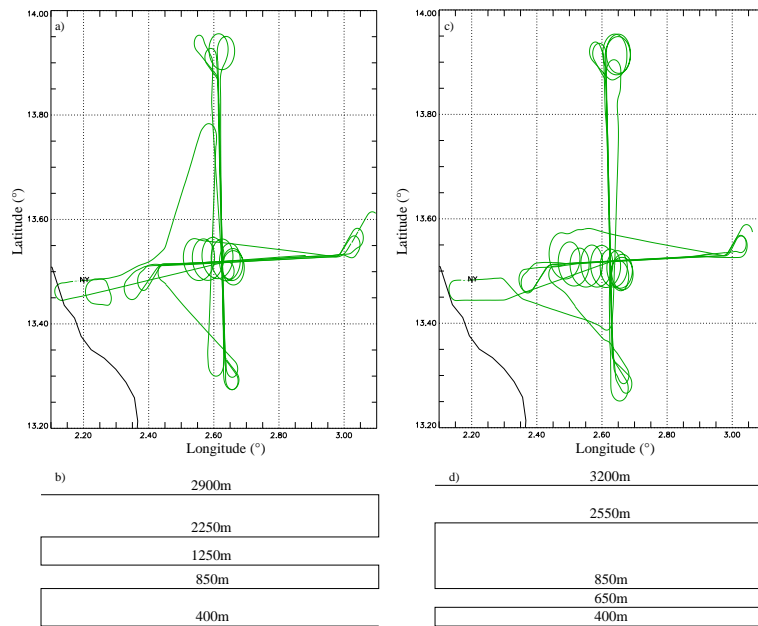 a)
14.00
13.80
13.60
13.40
13.20
Latitude (°)
NY
2.20
2.40
2.60
2.80
3.00
Longitude (°)
c)
14.00
13.80
13.60
13.40
13.20
Latitude (°)
NY
2.20
2.40
2.60
2.80
3.00
Longitude (°)
b)
2900m
2250m
1250m
850m
400m
d)
3200m
2550m
850m
650m
400m